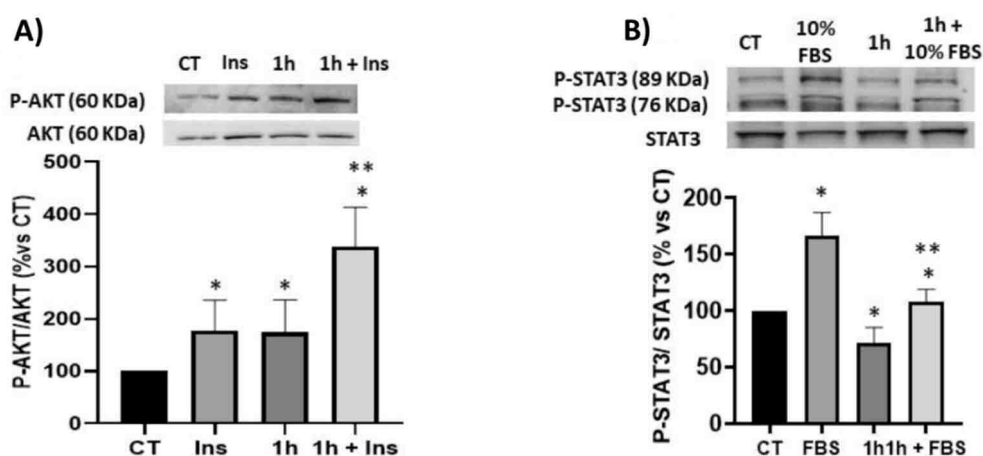 A)
CT Ins 1h 1h + Ins
P-AKT (60 KDa)
AKT (60 KDa)
P-AKT/AKT (%vs CT)
500
400
300
200
100
0
*
*
**
*
CT Ins 1h 1h + Ins
B)
CT 10% FBS 1h 1h + 10% FBS
P-STAT3 (89 KDa)
P-STAT3 (76 KDa)
STAT3
P-STAT3/ STAT3 (% vs CT)
200
150
100
50
0
*
*
**
*
CT FBS 1h1h + FBS